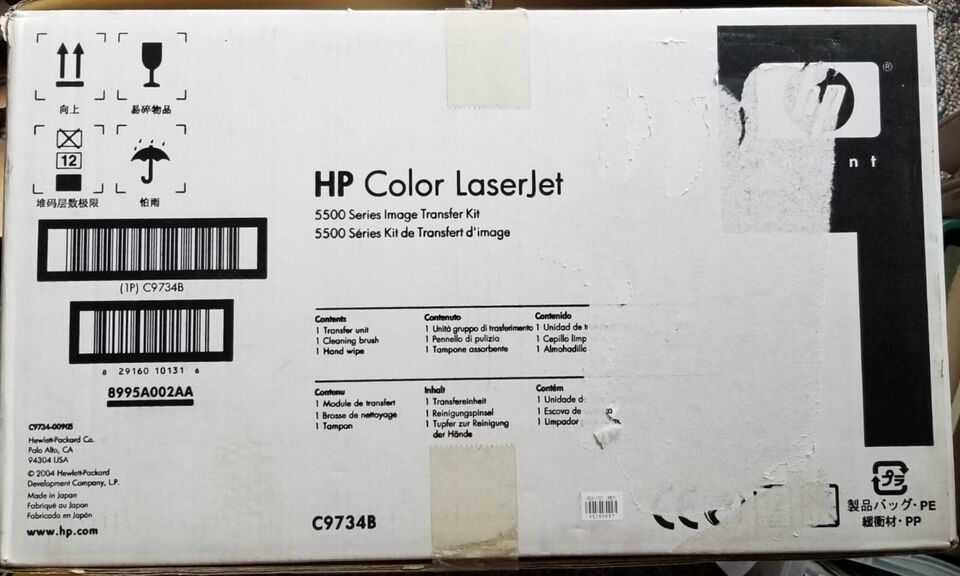 向上
易碎物品
12
堆码层数极限
怕雨
(1P) C9734B
8 29160 10131 6
8995A002AA
C9734-00905
Hewlett-Packard Co.
Palo Alto, CA
94304 USA
© 2004 Hewlett-Packard
Development Company, L.P.
Made in Japan
Fabriqué au Japon
Fabricado en Japón
www.hp.com
HP Color LaserJet
5500 Series Image Transfer Kit
5500 Séries Kit de Transfert d'image
Contents
1 Transfer unit
1 Cleaning brush
1 Hand wipe
Contenuto
1 Unità gruppo di trasferimento
1 Pennello di pulizia
1 Tampone assorbente
Contenido
1 Unidad de
1 Cepillo limp
1 Almohadilla
Contenu
1 Module de transfert
1 Brosse de nettoyage
1 Tampon
Inhalt
1 Transfereinheit
1 Reinigungspinsel
1 Tupfer zur Reinigung
der Hände
Contém
1 Unidade d
1 Escova de
1 Limpador
C9734B
hp ®
n t
プラ
製品バッグ・PE
緩衝材・PP